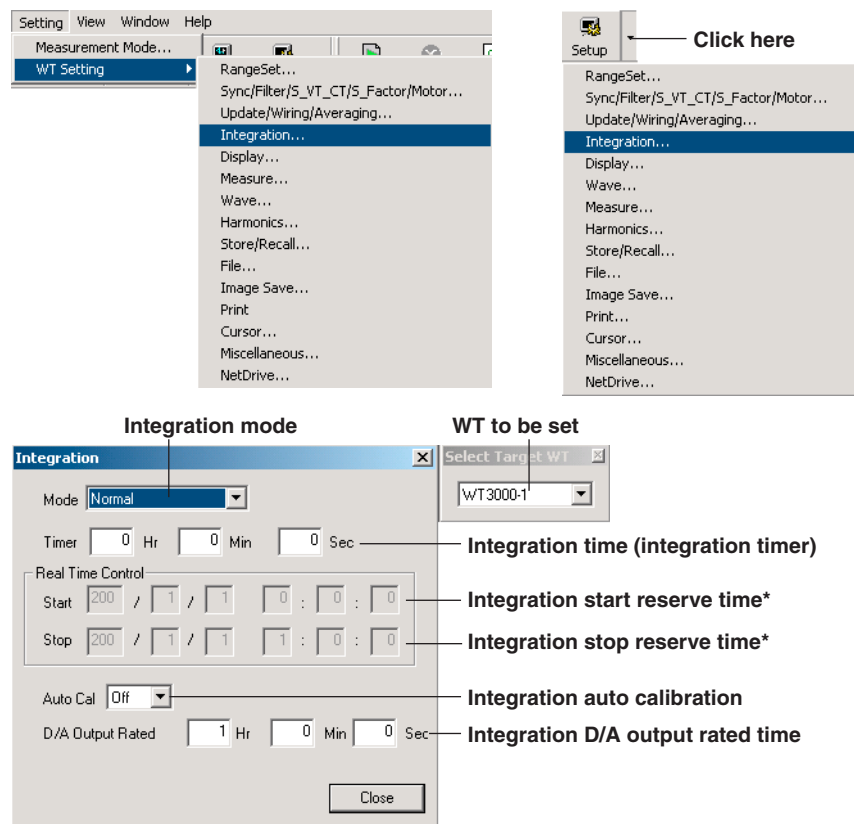 Setting View Window Help
Measurement Mode...
WT Setting
RangeSet...
Sync/Filter/S_VT_CT/S_Factor/Motor...
Update/Wiring/Averaging...
Integration...
Display...
Measure...
Wave...
Harmonics...
Store/Recall...
File...
Image Save...
Print
Cursor...
Miscellaneous...
NetDrive...
Setup
Click here
RangeSet...
Sync/Filter/S_VT_CT/S_Factor/Motor...
Update/Wiring/Averaging...
Integration...
Display...
Wave...
Measure...
Harmonics...
Store/Recall...
File...
Image Save...
Print...
Cursor...
Miscellaneous...
NetDrive...
Integration mode
WT to be set
Integration
Select Target WT
Mode Normal
WT3000-1
Timer 0 Hr 0 Min 0 Sec
Integration time (integration timer)
Real Time Control
Start 200 / 1 / 1 0 : 0 : 0
Integration start reserve time*
Stop 200 / 1 / 1 1 : 0 : 0
Integration stop reserve time*
Auto Cal Off
Integration auto calibration
D/A Output Rated 1 Hr 0 Min 0 Sec
Integration D/A output rated time
Close